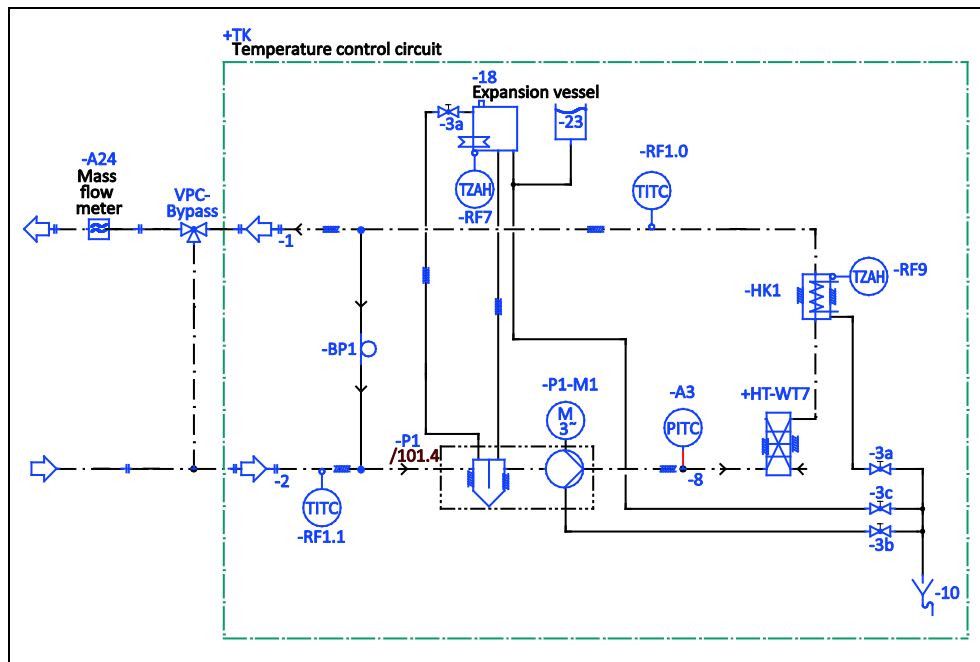 +TK
Temperature control circuit
-18
Expansion vessel
-3a
-23
-A24
Mass
flow
meter
VPC-
Bypass
TZAH
-RF7
-RF1.0
TITC
-1
-HK1
TZAH
-RF9
-BP1
-P1-M1
M
3~
-A3
PITC
+HT-WT7
-P1
/101.4
-2
TITC
-RF1.1
-8
-3a
-3c
-3b
-10